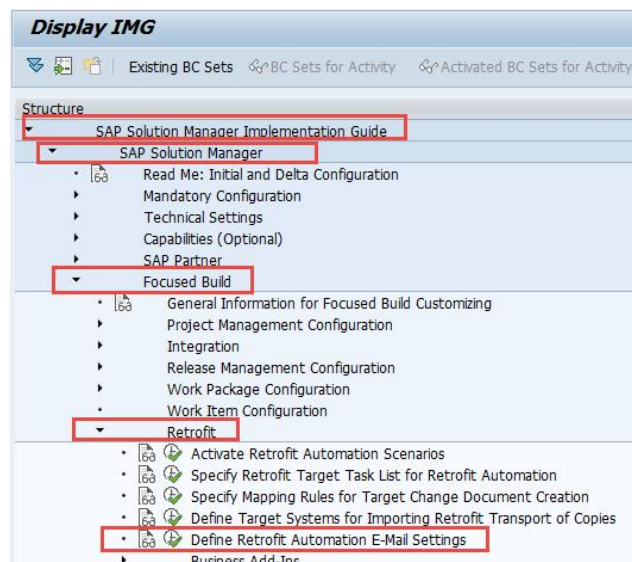 Display IMG
Existing BC Sets BC Sets for Activity Activated BC Sets for Activity
Structure
SAP Solution Manager Implementation Guide
SAP Solution Manager
Read Me: Initial and Delta Configuration
Mandatory Configuration
Technical Settings
Capabilities (Optional)
SAP Partner
Focused Build
General Information for Focused Build Customizing
Project Management Configuration
Integration
Release Management Configuration
Work Package Configuration
Work Item Configuration
Retrofit
Activate Retrofit Automation Scenarios
Specify Retrofit Target Task List for Retrofit Automation
Specify Mapping Rules for Target Change Document Creation
Define Target Systems for Importing Retrofit Transport of Copies
Define Retrofit Automation E-Mail Settings
Business Add-Ins